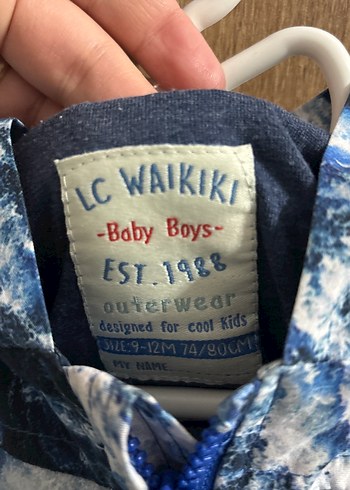 LC WAIKIKI
-Baby Boys-
EST.1988
outerwear
designed for cool kids
SIZE:9-12M 74/80CM
MY NAME